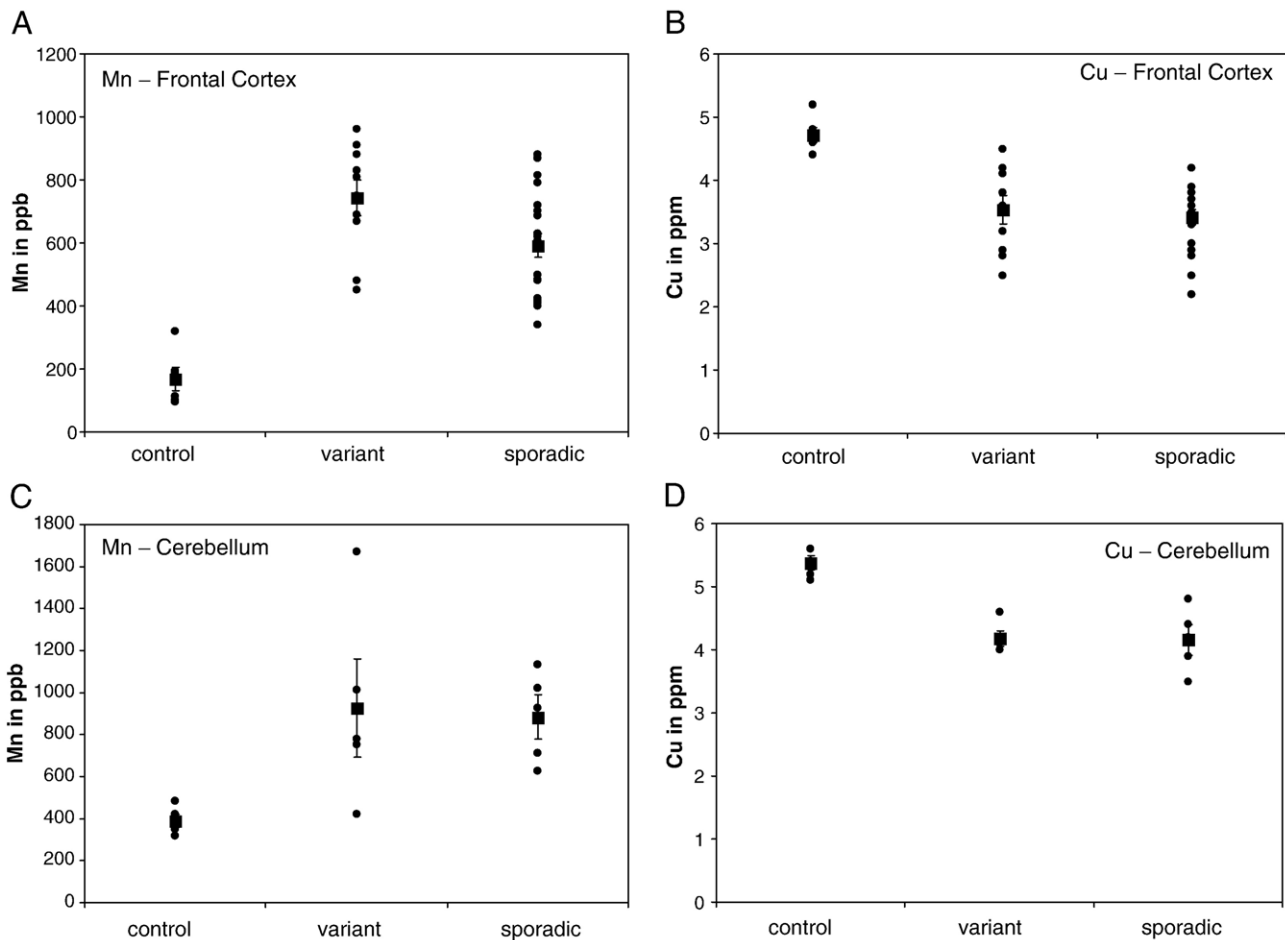 A
Mn – Frontal Cortex
Mn in ppb
1200
1000
800
600
400
200
0
control variant sporadic
B
Cu – Frontal Cortex
Cu in ppm
6
5
4
3
2
1
0
control variant sporadic
C
Mn – Cerebellum
Mn in ppb
1800
1600
1400
1200
1000
800
600
400
200
0
control variant sporadic
D
Cu – Cerebellum
Cu in ppm
6
5
4
3
2
1
0
control variant sporadic